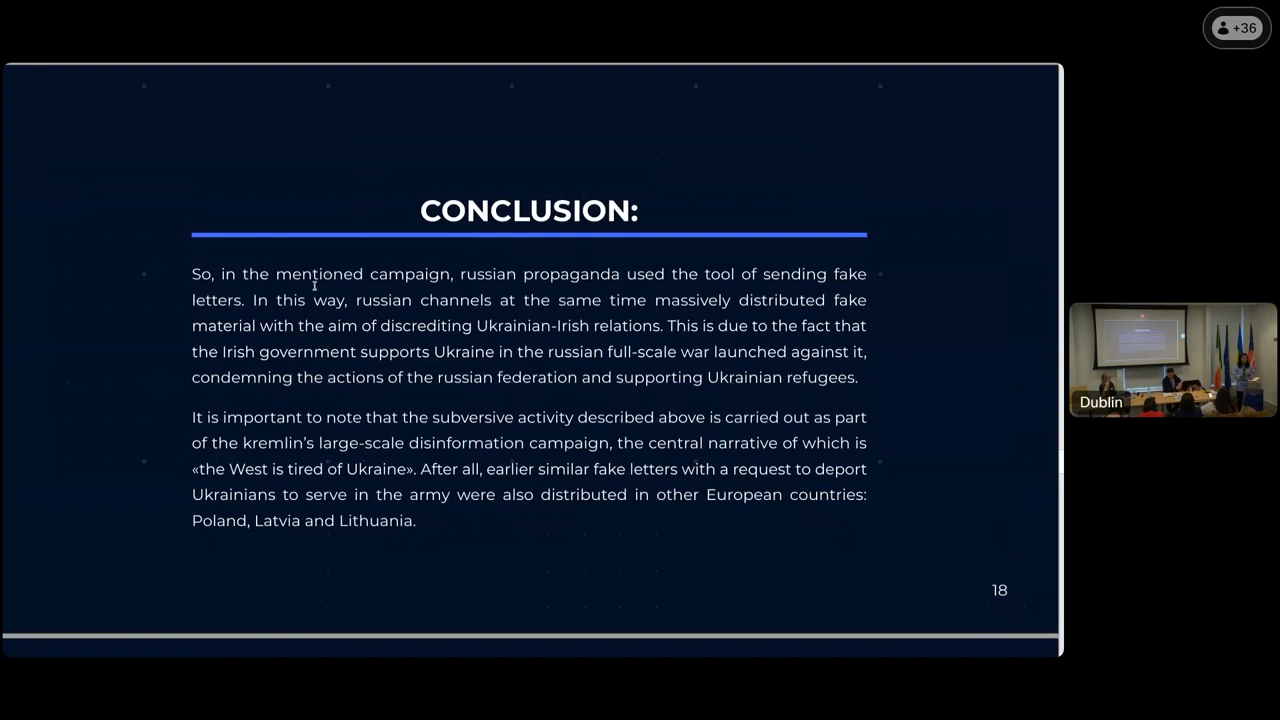 +36
CONCLUSION:
So, in the mentioned campaign, russian propaganda used the tool of sending fake
letters. In this way, russian channels at the same time massively distributed fake
material with the aim of discrediting Ukrainian-Irish relations. This is due to the fact that
the Irish government supports Ukraine in the russian full-scale war launched against it,
condemning the actions of the russian federation and supporting Ukrainian refugees.
It is important to note that the subversive activity described above is carried out as part
of the kremlin's large-scale disinformation campaign, the central narrative of which is
«the West is tired of Ukraine». After all, earlier similar fake letters with a request to deport
Ukrainians to serve in the army were also distributed in other European countries:
Poland, Latvia and Lithuania.
18
Dublin